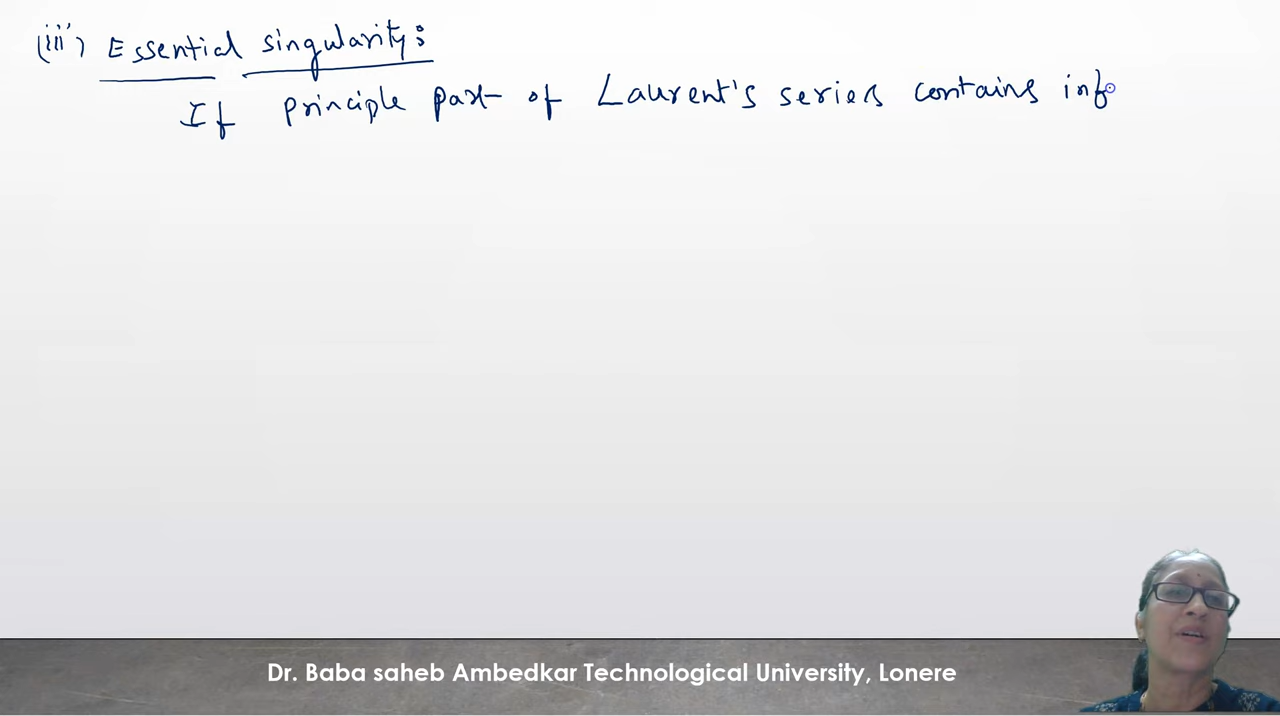 (iii) Essential singularity:
If principle part of Laurent's series contains inf
Dr. Baba saheb Ambedkar Technological University, Lonere